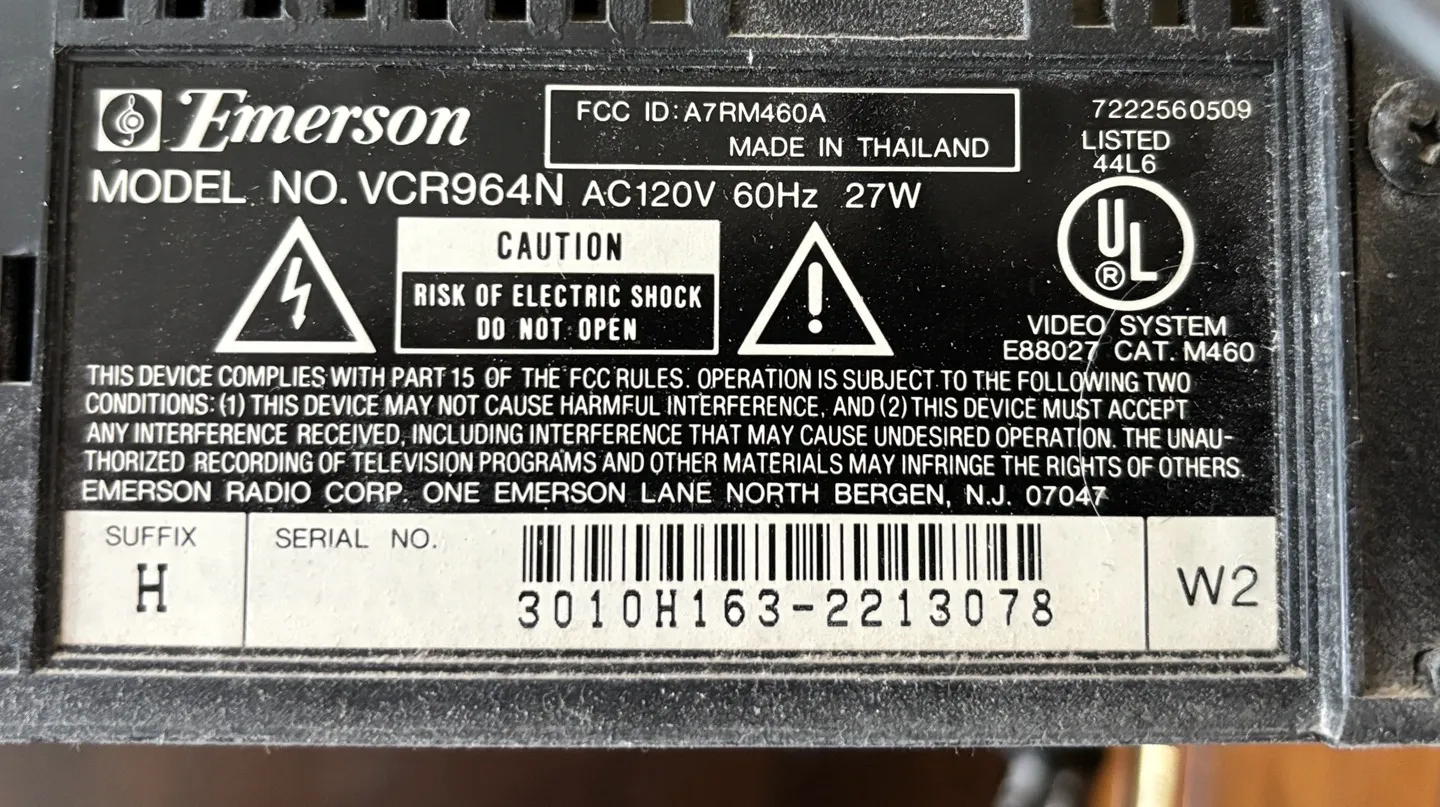 Emerson
FCC ID: A7RM460A
MADE IN THAILAND
7222560509
LISTED
44L6
MODEL NO. VCR964N AC120V 60Hz 27W
UL
®
CAUTION
RISK OF ELECTRIC SHOCK
DO NOT OPEN
VIDEO SYSTEM
E88027 CAT. M460
THIS DEVICE COMPLIES WITH PART 15 OF THE FCC RULES. OPERATION IS SUBJECT TO THE FOLLOWING TWO
CONDITIONS: (1) THIS DEVICE MAY NOT CAUSE HARMFUL INTERFERENCE, AND (2) THIS DEVICE MUST ACCEPT
ANY INTERFERENCE RECEIVED, INCLUDING INTERFERENCE THAT MAY CAUSE UNDESIRED OPERATION. THE UNAU-
THORIZED RECORDING OF TELEVISION PROGRAMS AND OTHER MATERIALS MAY INFRINGE THE RIGHTS OF OTHERS.
EMERSON RADIO CORP. ONE EMERSON LANE NORTH BERGEN, N.J. 07047
SUFFIX
H
SERIAL NO.
3010H163-2213078
W2